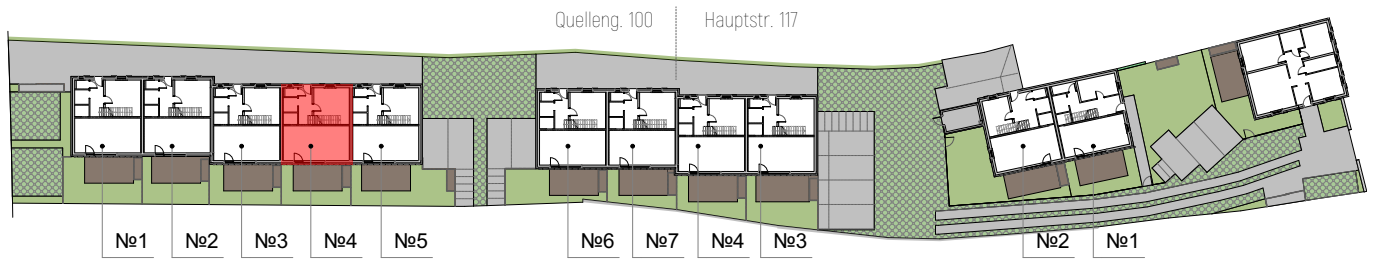 Quelleng. 100 Hauptstr. 117
№1 №2 №3 №4 №5 №6 №7 №4 №3 №2 №1